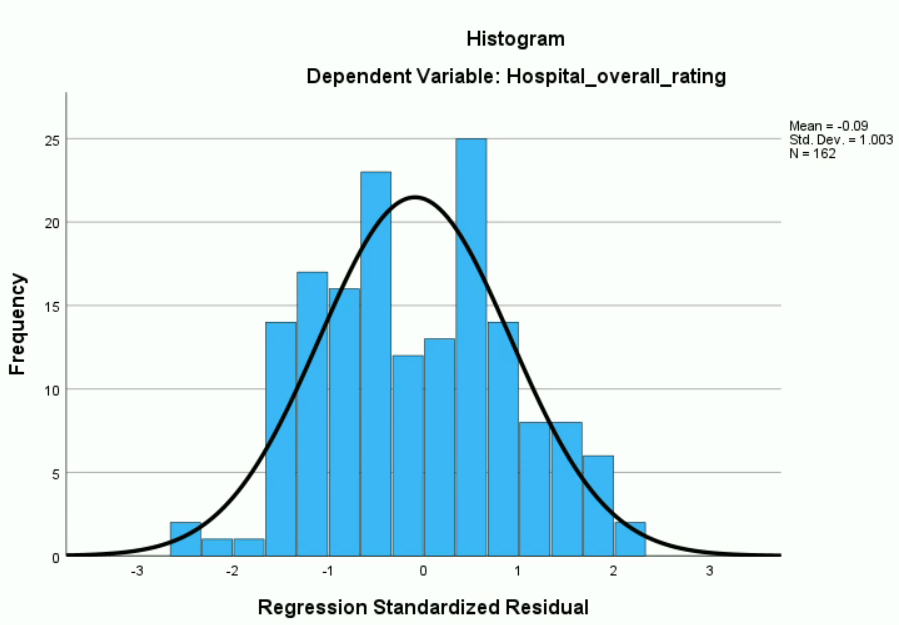 Histogram
Dependent Variable: Hospital_overall_rating
Mean = -0.09
Std. Dev. = 1.003
N = 162
Frequency
25
20
15
10
5
0
-3 -2 -1 0 1 2 3
Regression Standardized Residual